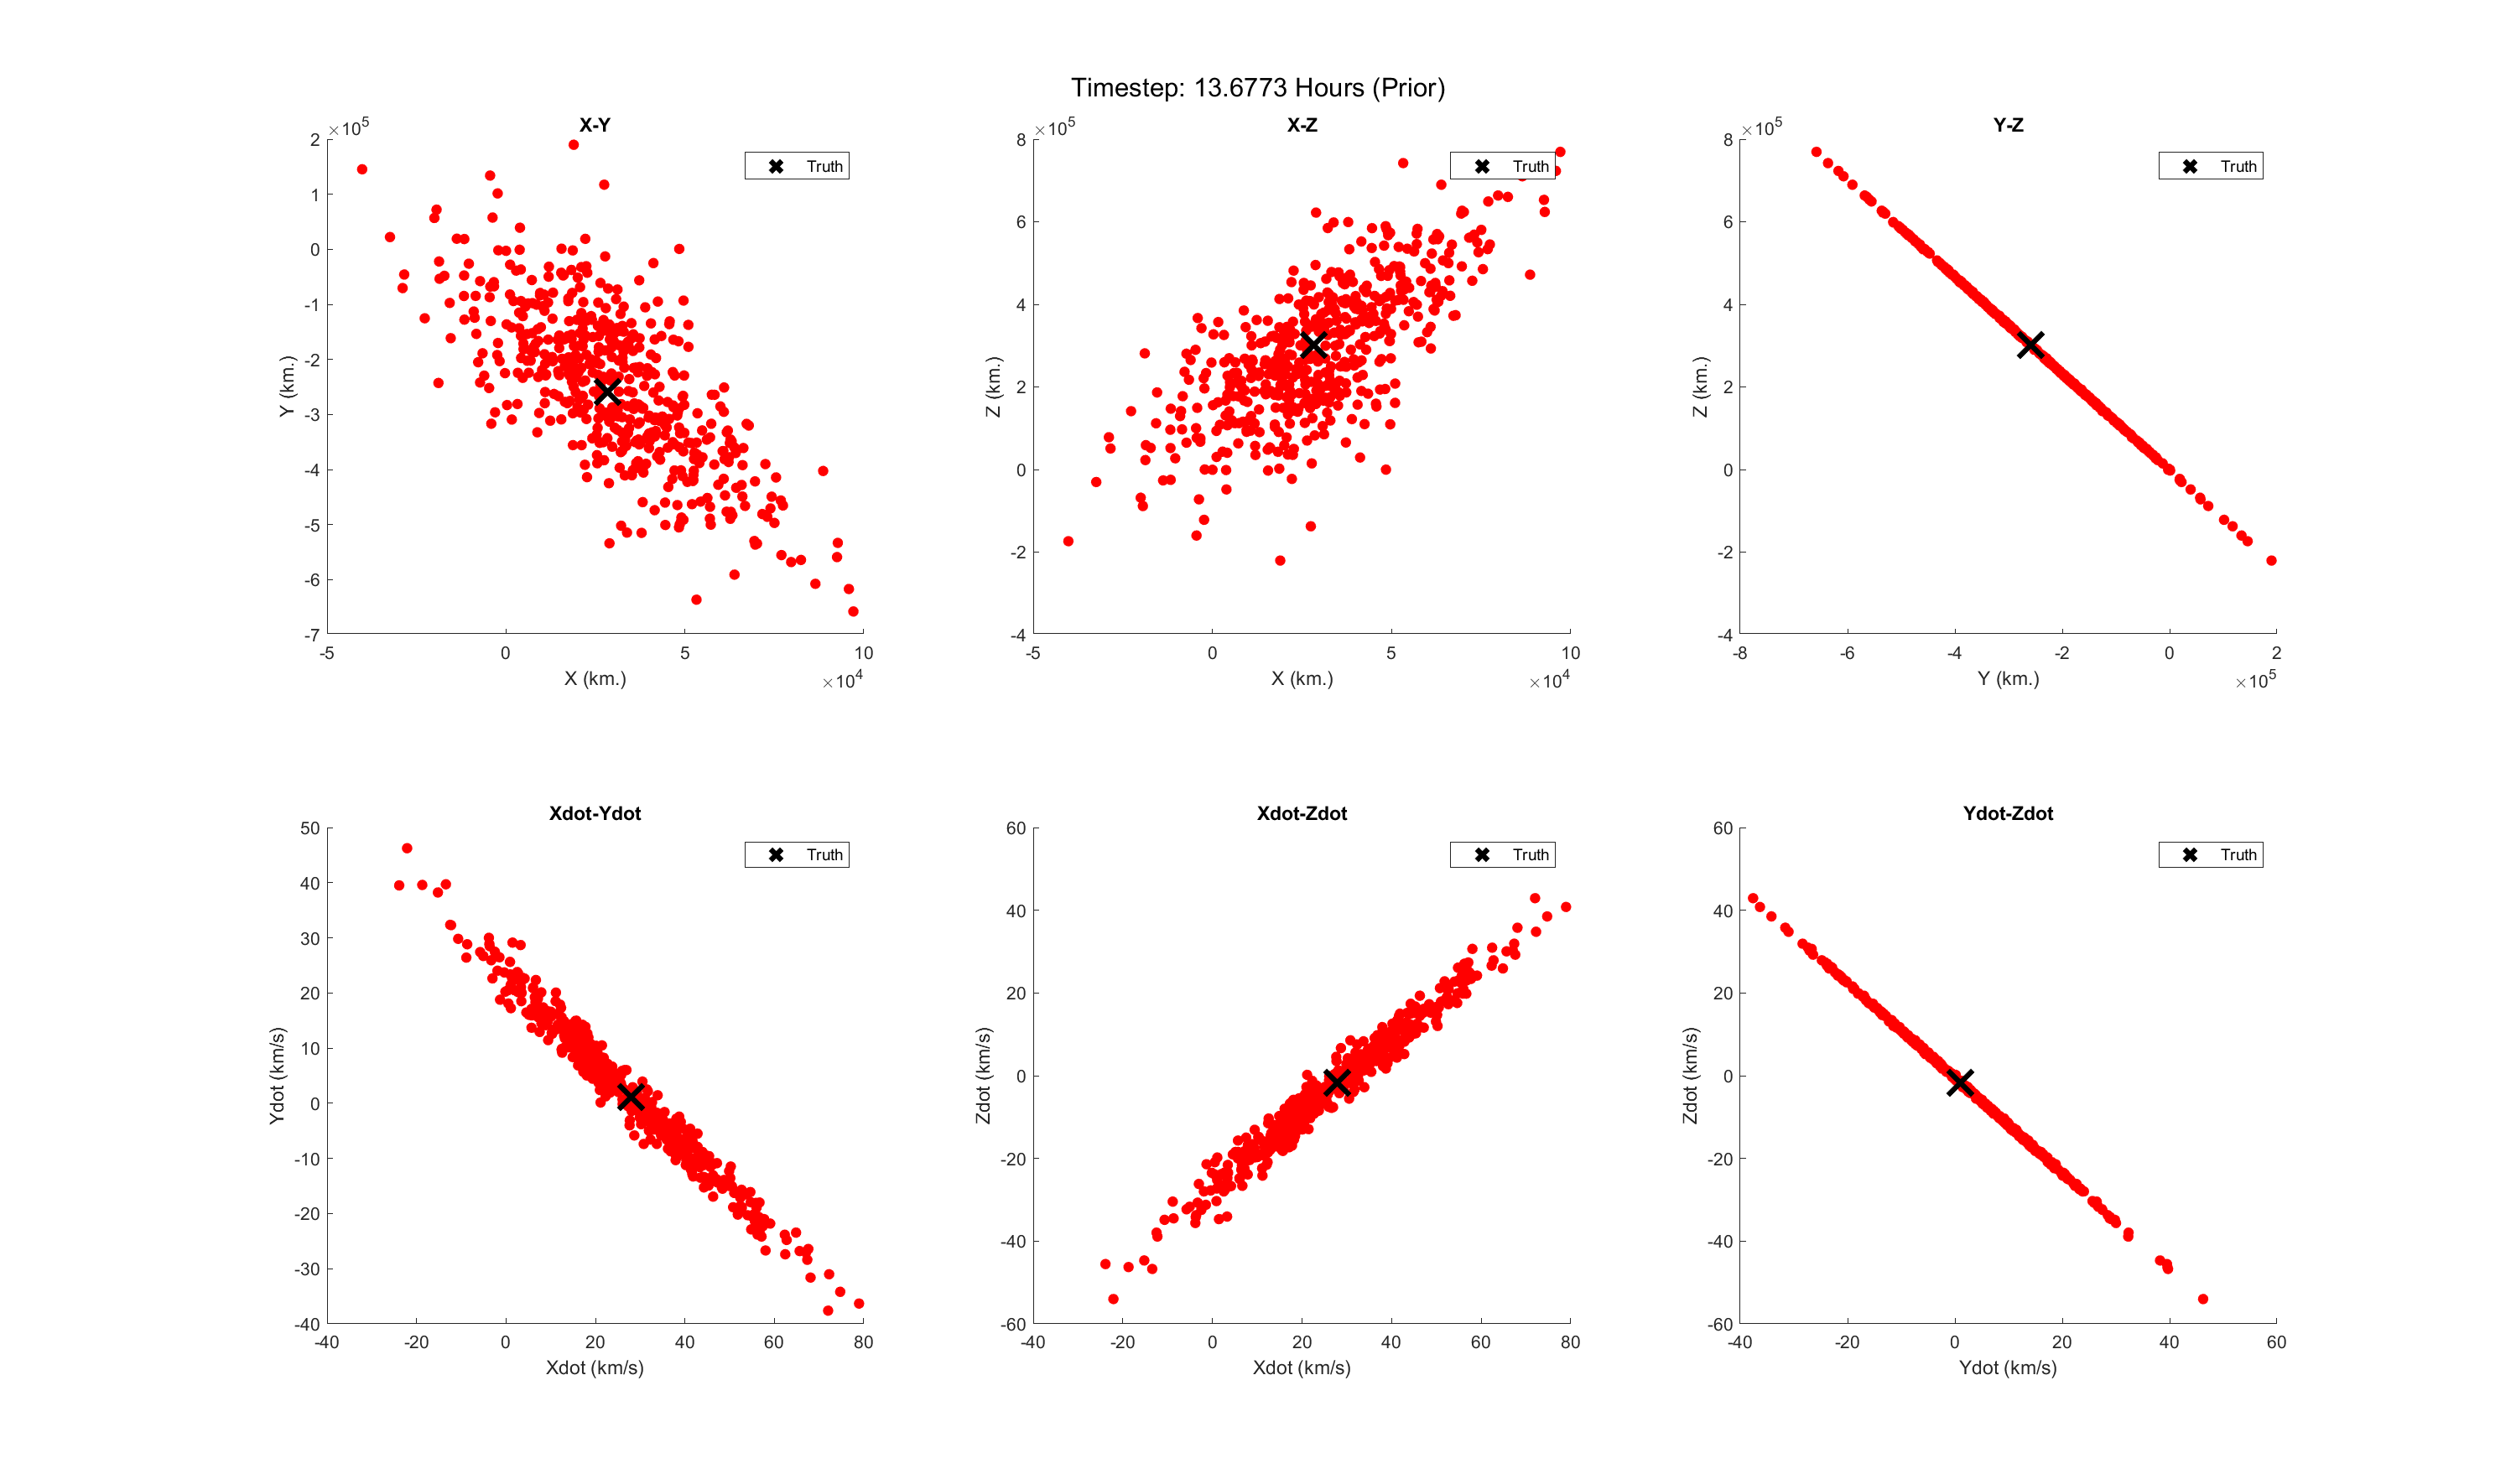 Timestep: 13.6773 Hours (Prior)
X-Y
×10^5
2
1
0
-1
-2
-3
-4
-5
-6
-7
Y (km.)
Truth
-5 0 5 10
X (km.)
×10^4
X-Z
×10^5
8
6
4
2
0
-2
-4
Z (km.)
Truth
-5 0 5 10
X (km.)
×10^4
Y-Z
×10^5
8
6
4
2
0
-2
-4
Z (km.)
Truth
-8 -6 -4 -2 0 2
Y (km.)
×10^5
Xdot-Ydot
50
40
30
20
10
0
-10
-20
-30
-40
Ydot (km/s)
Truth
-40 -20 0 20 40 60 80
Xdot (km/s)
Xdot-Zdot
60
40
20
0
-20
-40
-60
Zdot (km/s)
Truth
-40 -20 0 20 40 60 80
Xdot (km/s)
Ydot-Zdot
60
40
20
0
-20
-40
-60
Zdot (km/s)
Truth
-40 -20 0 20 40 60
Ydot (km/s)